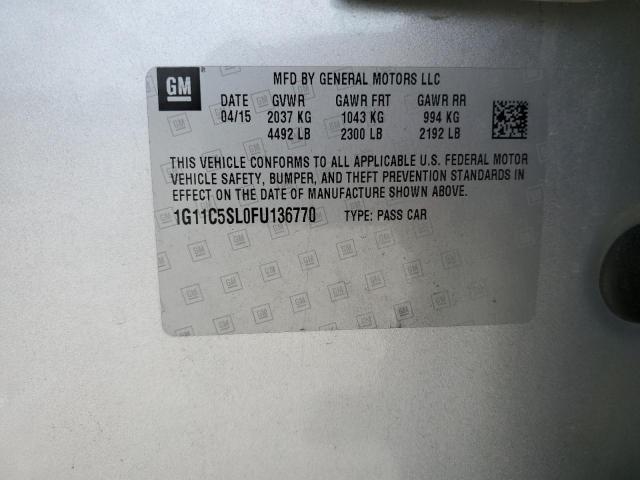 GM
MFD BY GENERAL MOTORS LLC
DATE GVWR GAWR FRT GAWR RR
04/15 2037 KG 1043 KG 994 KG
4492 LB 2300 LB 2192 LB
THIS VEHICLE CONFORMS TO ALL APPLICABLE U.S. FEDERAL MOTOR
VEHICLE SAFETY, BUMPER, AND THEFT PREVENTION STANDARDS IN
EFFECT ON THE DATE OF MANUFACTURE SHOWN ABOVE.
1G11C5SL0FU136770 TYPE: PASS CAR